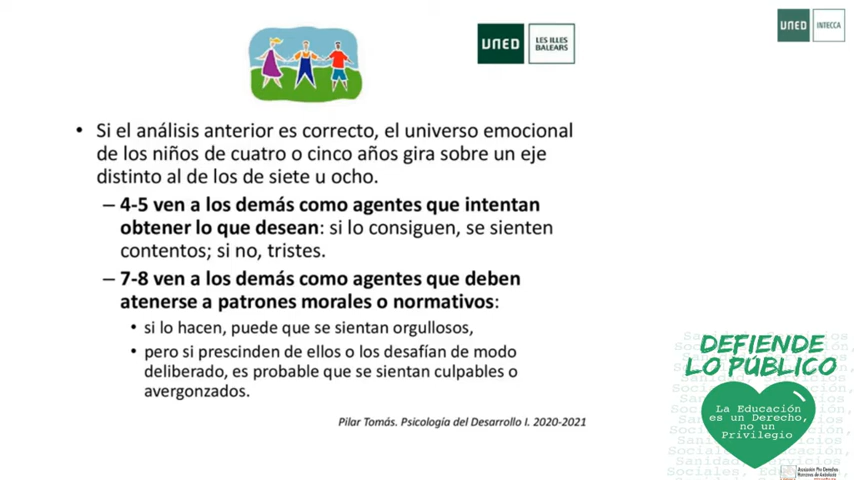 UNED
LES ILLES
BALEARS
UNED
INTECCA
• Si el análisis anterior es correcto, el universo emocional
de los niños de cuatro o cinco años gira sobre un eje
distinto al de los de siete u ocho.
– 4-5 ven a los demás como agentes que intentan
obtener lo que desean: si lo consiguen, se sienten
contentos; si no, tristes.
– 7-8 ven a los demás como agentes que deben
atenerse a patrones morales o normativos:
• si lo hacen, puede que se sientan orgullosos,
• pero si prescinden de ellos o los desafían de modo
deliberado, es probable que se sientan culpables o
avergonzados.
Pilar Tomás. Psicología del Desarrollo I. 2020-2021
DEFIENDE
LO PÚBLICO
La Educación
es un Derecho,
no un
Privilegio